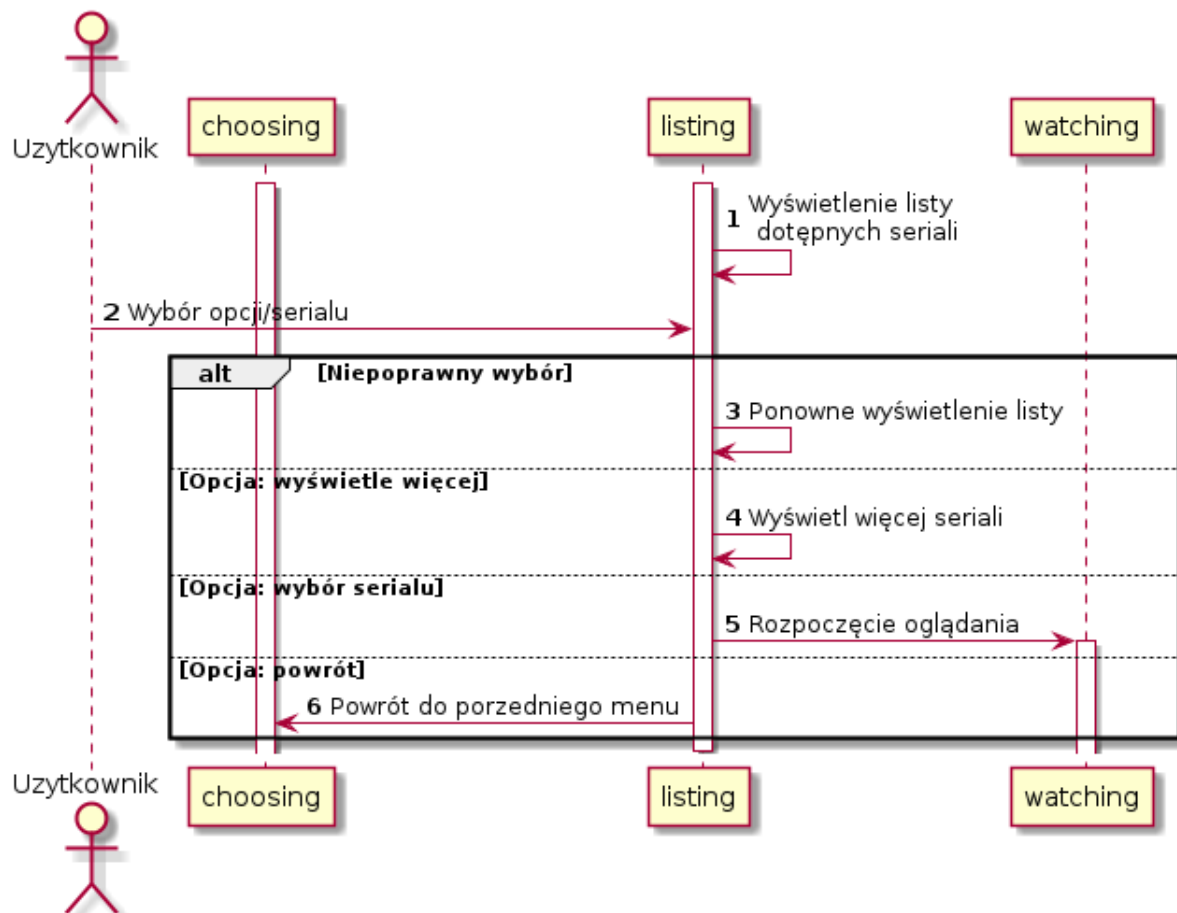 Uzytkownik
choosing
listing
watching
1 Wyświetlenie listy
dotępnych seriali
2 Wybór opcji/serialu
alt [Niepoprawny wybór]
3 Ponowne wyświetlenie listy
[Opcja: wyświetle więcej]
4 Wyświetl więcej seriali
[Opcja: wybór serialu]
5 Rozpoczęcie oglądania
[Opcja: powrót]
6 Powrót do porzedniego menu
Uzytkownik
choosing
listing
watching